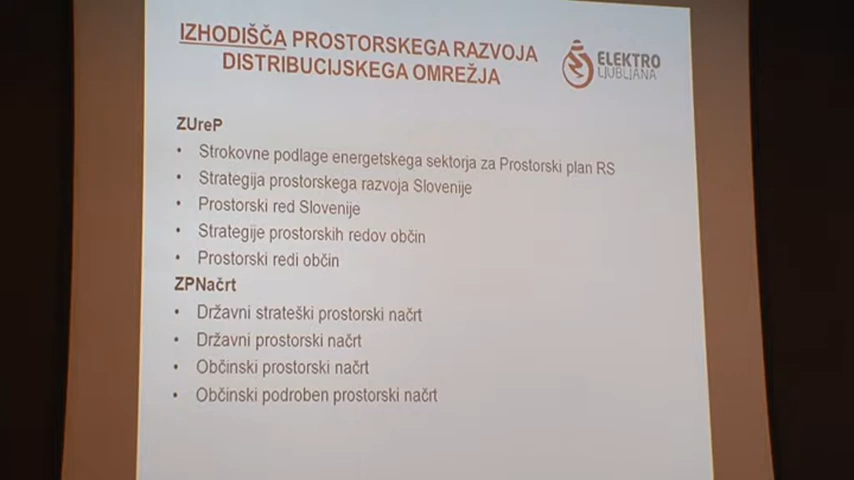 IZHODIŠČA PROSTORSKEGA RAZVOJA
DISTRIBUCIJSKEGA OMREŽJA
ELEKTRO
LJUBLJANA
ZUreP
• Strokovne podlage energetskega sektorja za Prostorski plan RS
• Strategija prostorskega razvoja Slovenije
• Prostorski red Slovenije
• Strategije prostorskih redov občin
• Prostorski redi občin
ZPNačrt
• Državni strateški prostorski načrt
• Državni prostorski načrt
• Občinski prostorski načrt
• Občinski podroben prostorski načrt